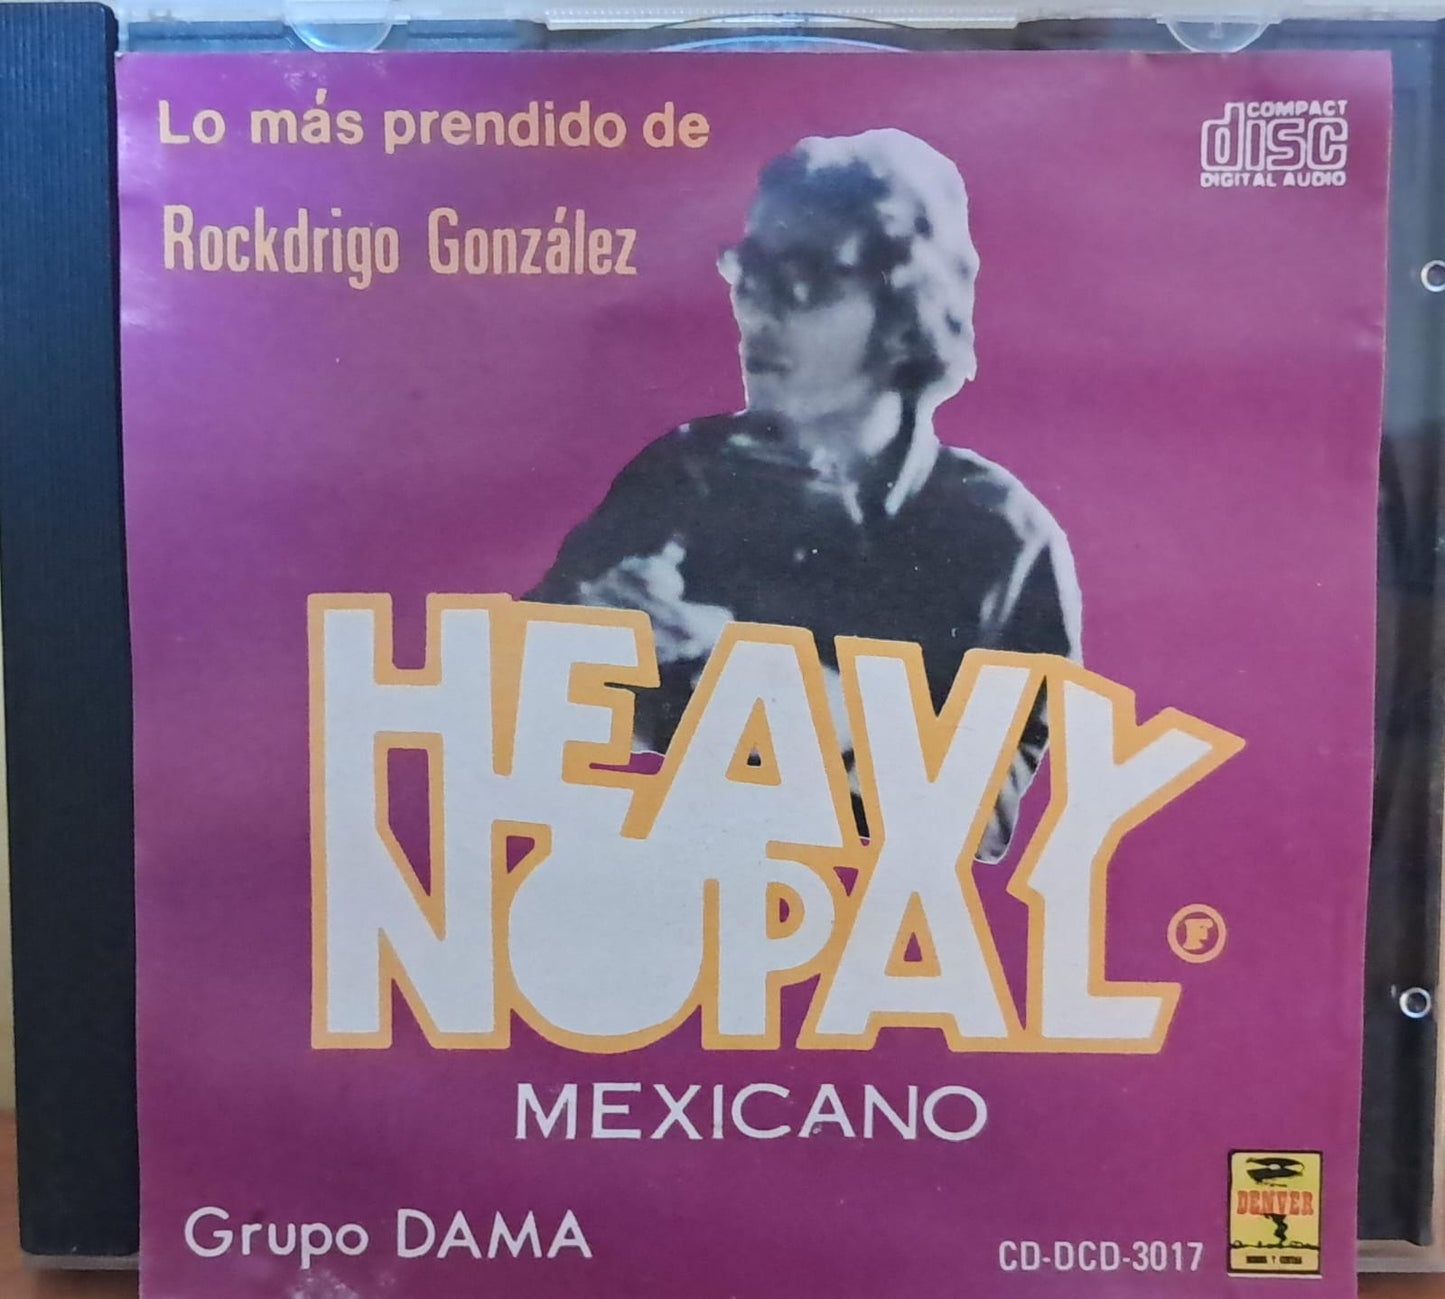 Lo más prendido de
COMPACT
disc
DIGITAL AUDIO
Rockdrigo González
HEAVY
NOPAL
F
MEXICANO
Grupo DAMA
CD-DCD-3017
DENVER